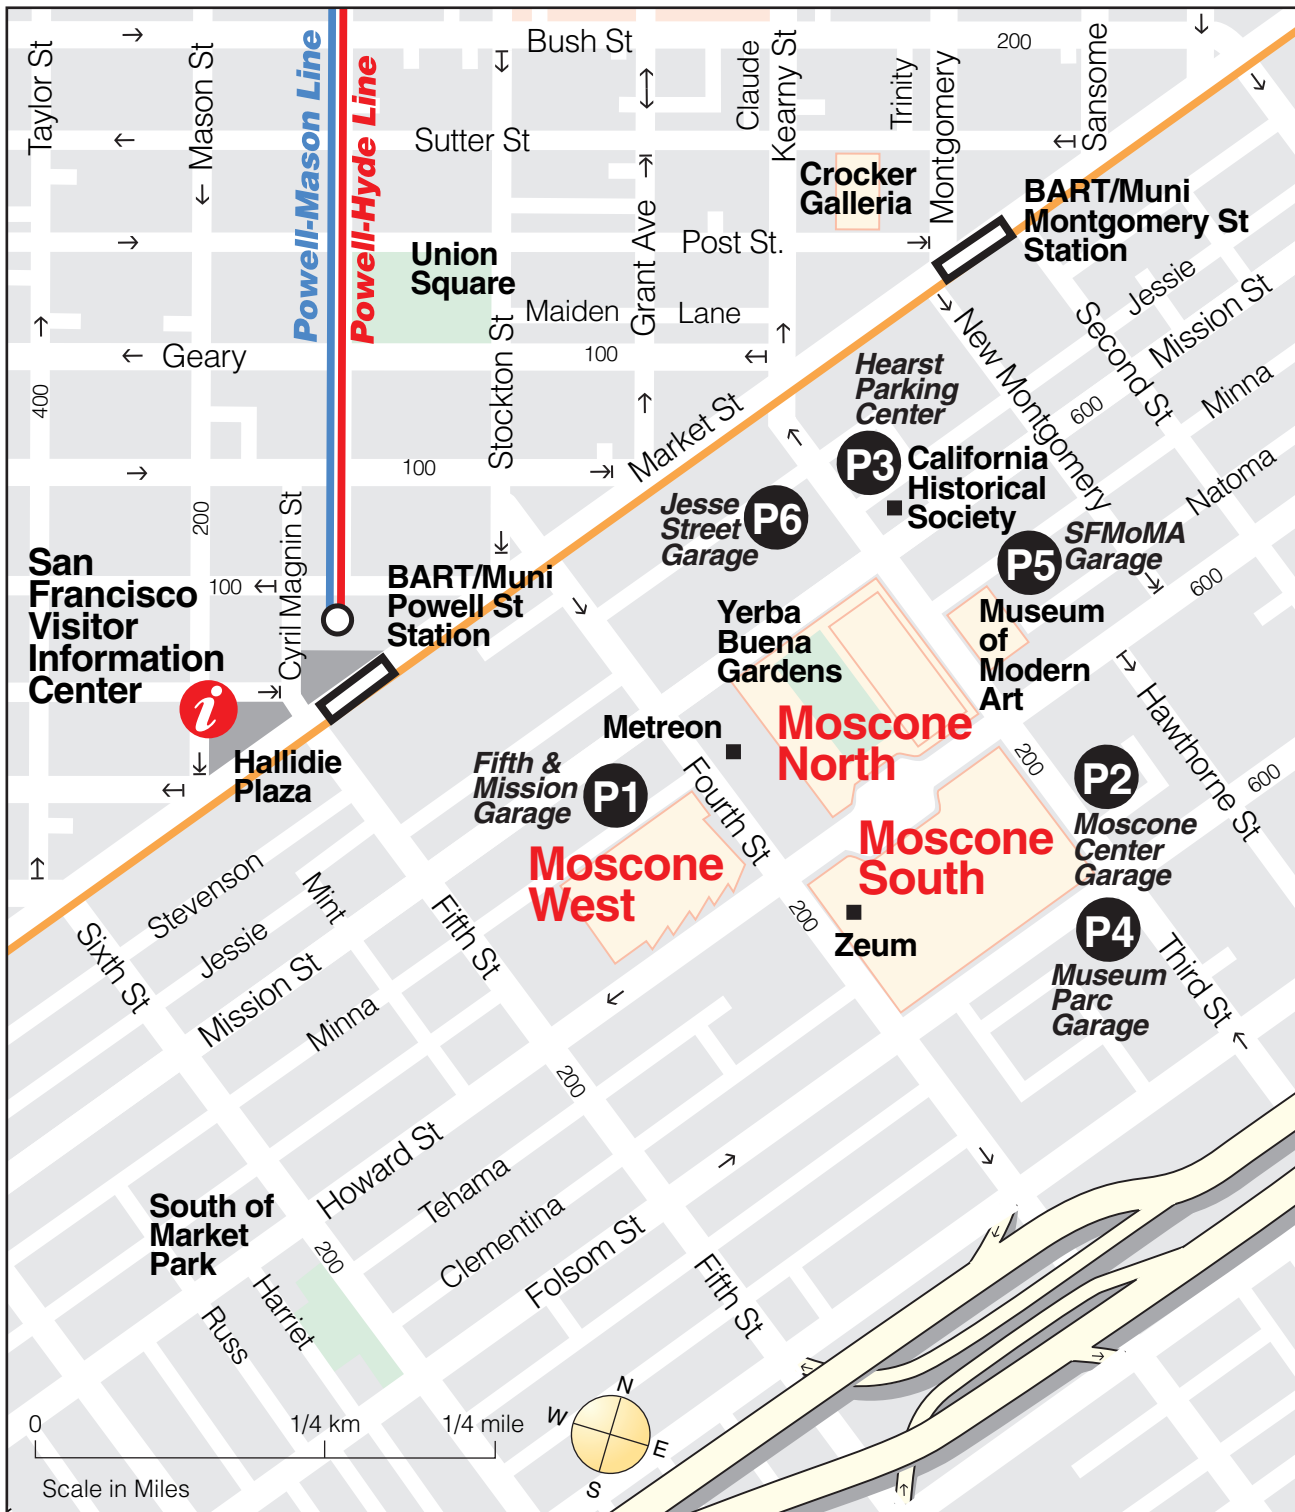 Taylor St
Mason St
Powell-Mason Line
Powell-Hyde Line
Bush St
Claude
Kearny St
Trinity
Montgomery
200
Sansome
Sutter St
Crocker
Galleria
BART/Muni
Montgomery St
Station
Union
Square
Grant Ave
Post St.
Maiden
Lane
Stockton St
Geary
100
400
Jessie
Mission St
Second St
Minna
New Montgomery
600
Natoma
600
Hearst
Parking
Center
Market St
P3
California
Historical
Society
100
200
Cyril Magnin St
Jesse
Street
Garage
P6
SFMoMA
Garage
P5
San
Francisco
Visitor
Information
Center
i
100
BART/Muni
Powell St
Station
Yerba
Buena
Gardens
Museum
of
Modern
Art
Hallidie
Plaza
Metreon
Moscone
North
200
Hawthorne St
600
Fifth &
Mission
Garage
P1
Fourth St
P2
Moscone
Center
Garage
Moscone
West
Moscone
South
200
Zeum
P4
Museum
Parc
Garage
Third St
Stevenson
Mint
Jessie
Fifth St
Sixth St
Mission St
Minna
200
Howard St
Tehama
Clementina
Folsom St
Fifth St
South of
Market
Park
200
Harriet
Russ
0
1/4 km
1/4 mile
Scale in Miles
N
W
E
S